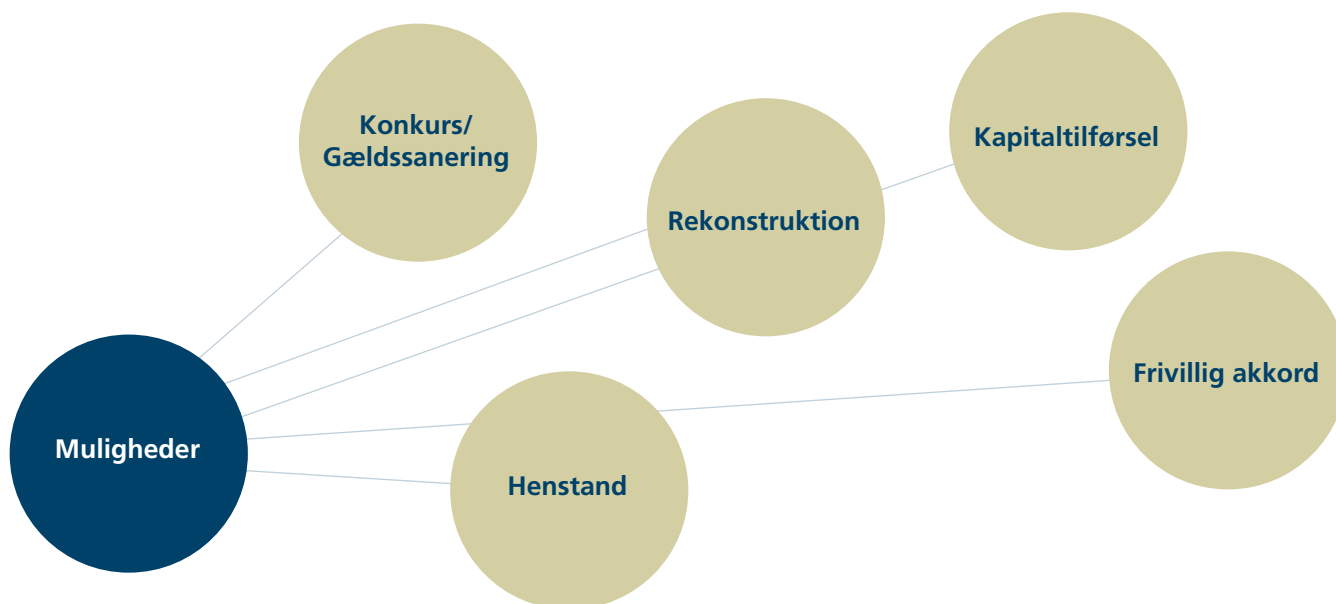 Konkurs/
Gældssanering
Kapitaltilførsel
Rekonstruktion
Frivillig akkord
Muligheder
Henstand